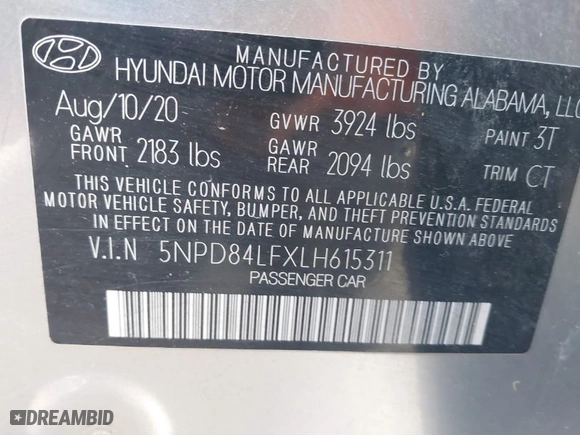 MANUFACTURED BY
HYUNDAI MOTOR MANUFACTURING ALABAMA, LLC
Aug/10/20 GVWR 3924 lbs PAINT 3T
GAWR FRONT 2183 lbs GAWR REAR 2094 lbs TRIM CT
THIS VEHICLE CONFORMS TO ALL APPLICABLE U.S.A. FEDERAL
MOTOR VEHICLE SAFETY, BUMPER, AND THEFT PREVENTION STANDARDS
IN EFFECT ON THE DATE OF MANUFACTURE SHOWN ABOVE.
V.I.N 5NPD84LFXLH615311
PASSENGER CAR
DREAMBID